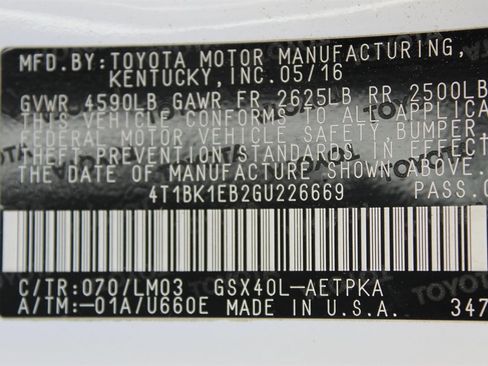 MFD.BY:TOYOTA MOTOR MANUFACTURING,
KENTUCKY,INC.05/16
GVWR 4590LB GAWR FR 2625LB RR 2500LB
THIS VEHICLE CONFORMS TO ALL APPLICA
FEDERAL MOTOR VEHICLE SAFETY BUMPER,
THEFT PREVENTION STANDARDS IN EFFECT
THE DATE OF MANUFACTURE SHOWN ABOVE.
4T1BK1EB2GU226669 PASS.C
C/TR:070/LM03 GSX40L-AETPKA
A/TM:-01A/U660E MADE IN U.S.A. 347